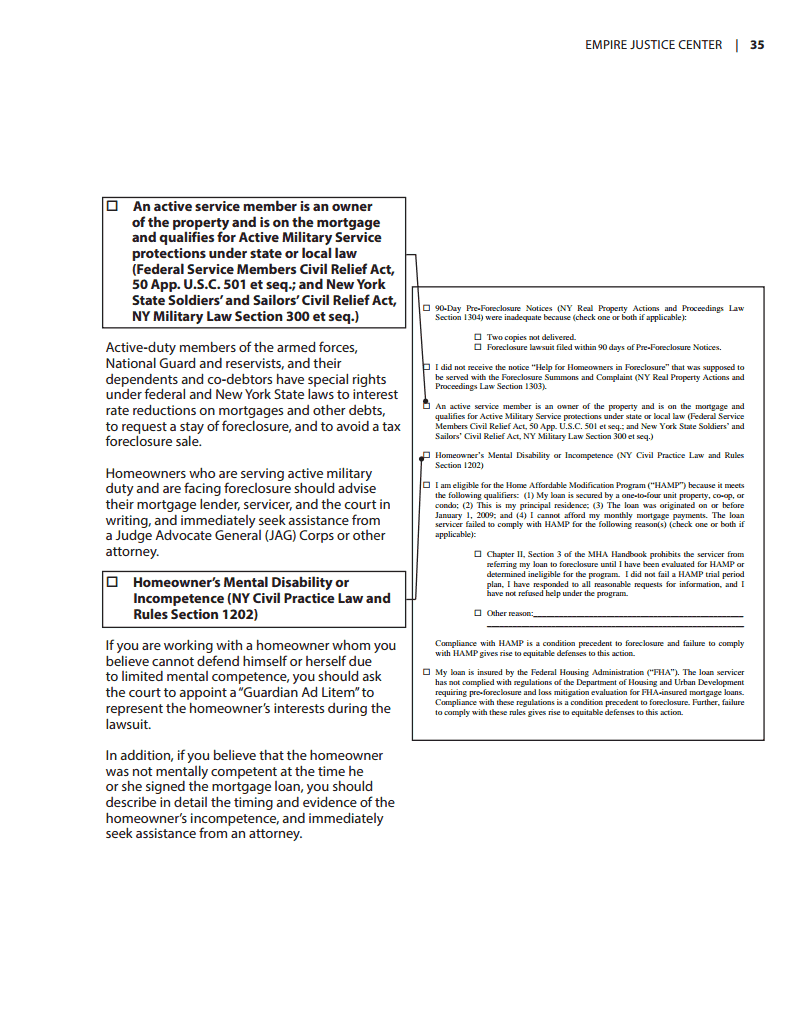 EMPIRE JUSTICE CENTER | 35
☐ An active service member is an owner
of the property and is on the mortgage
and qualifies for Active Military Service
protections under state or local law
(Federal Service Members Civil Relief Act,
50 App. U.S.C. 501 et seq.; and New York
State Soldiers' and Sailors' Civil Relief Act,
NY Military Law Section 300 et seq.)
Active-duty members of the armed forces,
National Guard and reservists, and their
dependents and co-debtors have special rights
under federal and New York State laws to interest
rate reductions on mortgages and other debts,
to request a stay of foreclosure, and to avoid a tax
foreclosure sale.
Homeowners who are serving active military
duty and are facing foreclosure should advise
their mortgage lender, servicer, and the court in
writing, and immediately seek assistance from
a Judge Advocate General (JAG) Corps or other
attorney.
☐ Homeowner's Mental Disability or
Incompetence (NY Civil Practice Law and
Rules Section 1202)
If you are working with a homeowner whom you
believe cannot defend himself or herself due
to limited mental competence, you should ask
the court to appoint a "Guardian Ad Litem" to
represent the homeowner's interests during the
lawsuit.
In addition, if you believe that the homeowner
was not mentally competent at the time he
or she signed the mortgage loan, you should
describe in detail the timing and evidence of the
homeowner's incompetence, and immediately
seek assistance from an attorney.
☐ 90-Day Pre-Foreclosure Notices (NY Real Property Actions and Proceedings Law
Section 1304) were inadequate because (check one or both if applicable):
☐ Two copies not delivered.
☐ Foreclosure lawsuit filed within 90 days of Pre-Foreclosure Notices.
☐ I did not receive the notice "Help for Homeowners in Foreclosure" that was supposed to
be served with the Foreclosure Summons and Complaint (NY Real Property Actions and
Proceedings Law Section 1303).
☐ An active service member is an owner of the property and is on the mortgage and
qualifies for Active Military Service protections under state or local law (Federal Service
Members Civil Relief Act, 50 App. U.S.C. 501 et seq.; and New York State Soldiers' and
Sailors' Civil Relief Act, NY Military Law Section 300 et seq.)
☐ Homeowner's Mental Disability or Incompetence (NY Civil Practice Law and Rules
Section 1202)
☐ I am eligible for the Home Affordable Modification Program ("HAMP") because it meets
the following qualifiers: (1) My loan is secured by a one-to-four unit property, co-op, or
condo; (2) This is my principal residence; (3) The loan was originated on or before
January 1, 2009; and (4) I cannot afford my monthly mortgage payments. The loan
servicer failed to comply with HAMP for the following reason(s) (check one or both if
applicable):
☐ Chapter II, Section 3 of the MHA Handbook prohibits the servicer from
referring my loan to foreclosure until I have been evaluated for HAMP or
determined ineligible for the program. I did not fail a HAMP trial period
plan, I have responded to all reasonable requests for information, and I
have not refused help under the program.
☐ Other reason:
Compliance with HAMP is a condition precedent to foreclosure and failure to comply
with HAMP gives rise to equitable defenses to this action.
☐ My loan is insured by the Federal Housing Administration ("FHA"). The loan servicer
has not complied with regulations of the Department of Housing and Urban Development
requiring pre-foreclosure and loss mitigation evaluation for FHA-insured mortgage loans.
Compliance with these regulations is a condition precedent to foreclosure. Further, failure
to comply with these rules gives rise to equitable defenses to this action.